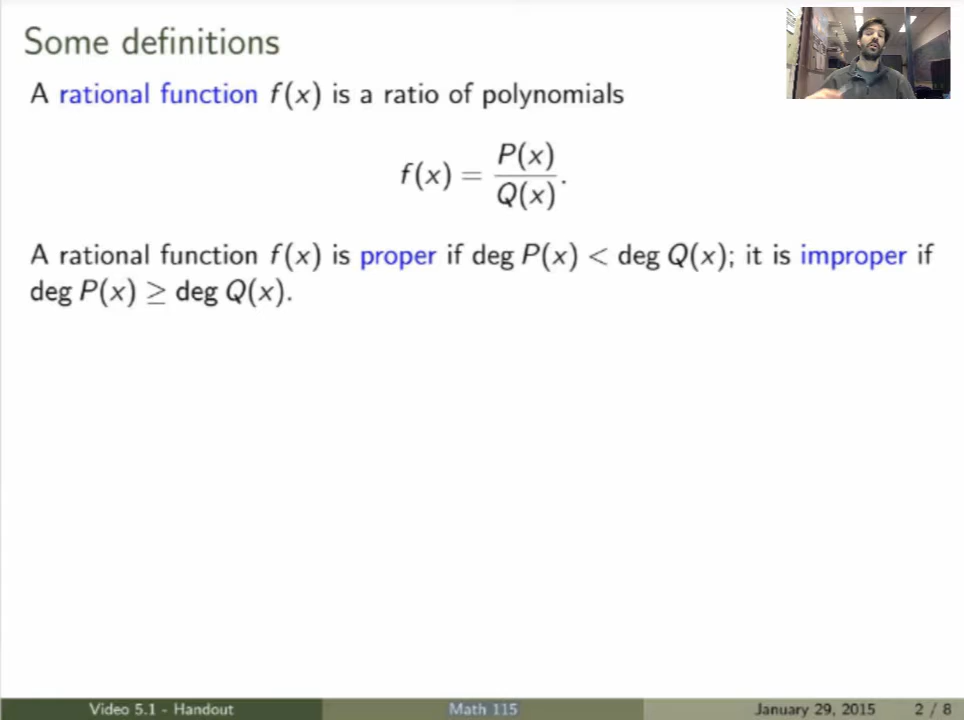 Some definitions
A rational function f(x) is a ratio of polynomials
f(x) = P(x)/Q(x).
A rational function f(x) is proper if deg P(x) < deg Q(x); it is improper if
deg P(x) ≥ deg Q(x).
Video 5.1 - Handout Math 115 January 29, 2015 2 / 8